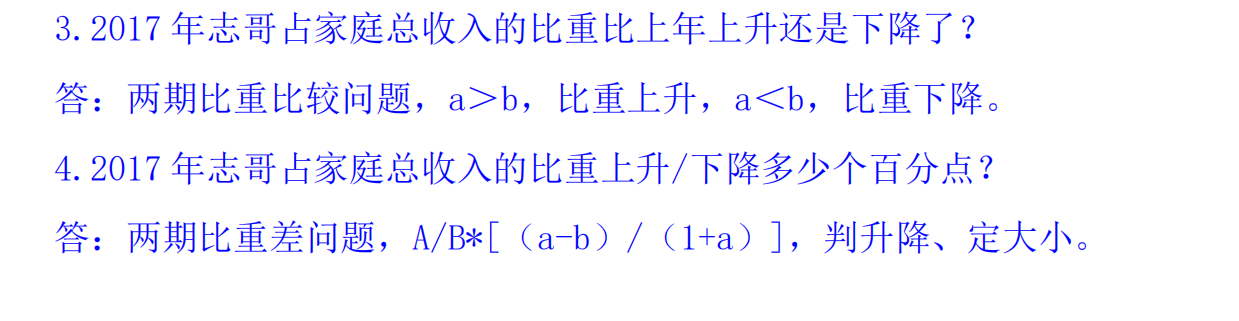 3.2017 年志哥占家庭总收入的比重比上年上升还是下降了？
答：两期比重比较问题，a＞b，比重上升，a＜b，比重下降。
4.2017 年志哥占家庭总收入的比重上升/下降多少个百分点？
答：两期比重差问题，A/B*[（a-b）/（1+a）]，判升降、定大小。